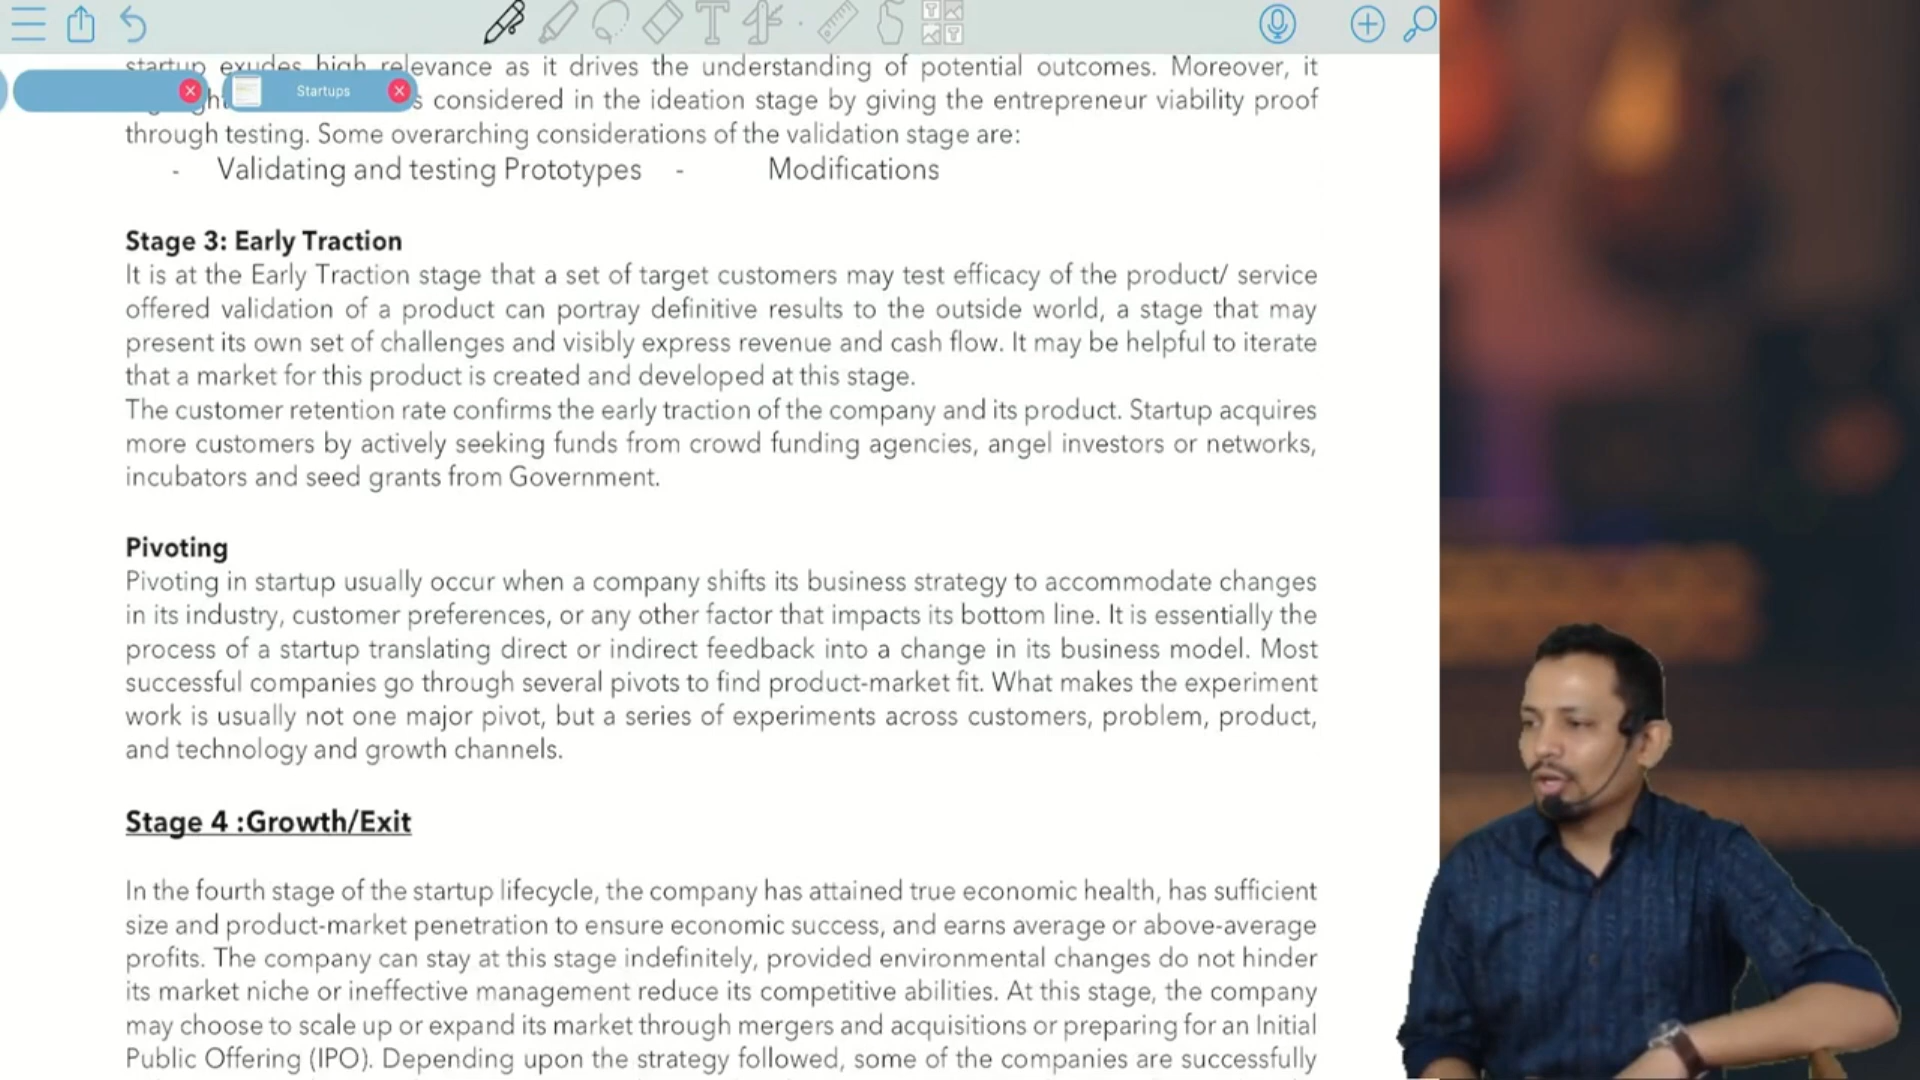 startup exudes high relevance as it drives the understanding of potential outcomes. Moreover, it
Startups
considered in the ideation stage by giving the entrepreneur viability proof
through testing. Some overarching considerations of the validation stage are:
- Validating and testing Prototypes - Modifications
Stage 3: Early Traction
It is at the Early Traction stage that a set of target customers may test efficacy of the product/ service
offered validation of a product can portray definitive results to the outside world, a stage that may
present its own set of challenges and visibly express revenue and cash flow. It may be helpful to iterate
that a market for this product is created and developed at this stage.
The customer retention rate confirms the early traction of the company and its product. Startup acquires
more customers by actively seeking funds from crowd funding agencies, angel investors or networks,
incubators and seed grants from Government.
Pivoting
Pivoting in startup usually occur when a company shifts its business strategy to accommodate changes
in its industry, customer preferences, or any other factor that impacts its bottom line. It is essentially the
process of a startup translating direct or indirect feedback into a change in its business model. Most
successful companies go through several pivots to find product-market fit. What makes the experiment
work is usually not one major pivot, but a series of experiments across customers, problem, product,
and technology and growth channels.
Stage 4 :Growth/Exit
In the fourth stage of the startup lifecycle, the company has attained true economic health, has sufficient
size and product-market penetration to ensure economic success, and earns average or above-average
profits. The company can stay at this stage indefinitely, provided environmental changes do not hinder
its market niche or ineffective management reduce its competitive abilities. At this stage, the company
may choose to scale up or expand its market through mergers and acquisitions or preparing for an Initial
Public Offering (IPO). Depending upon the strategy followed, some of the companies are successfully